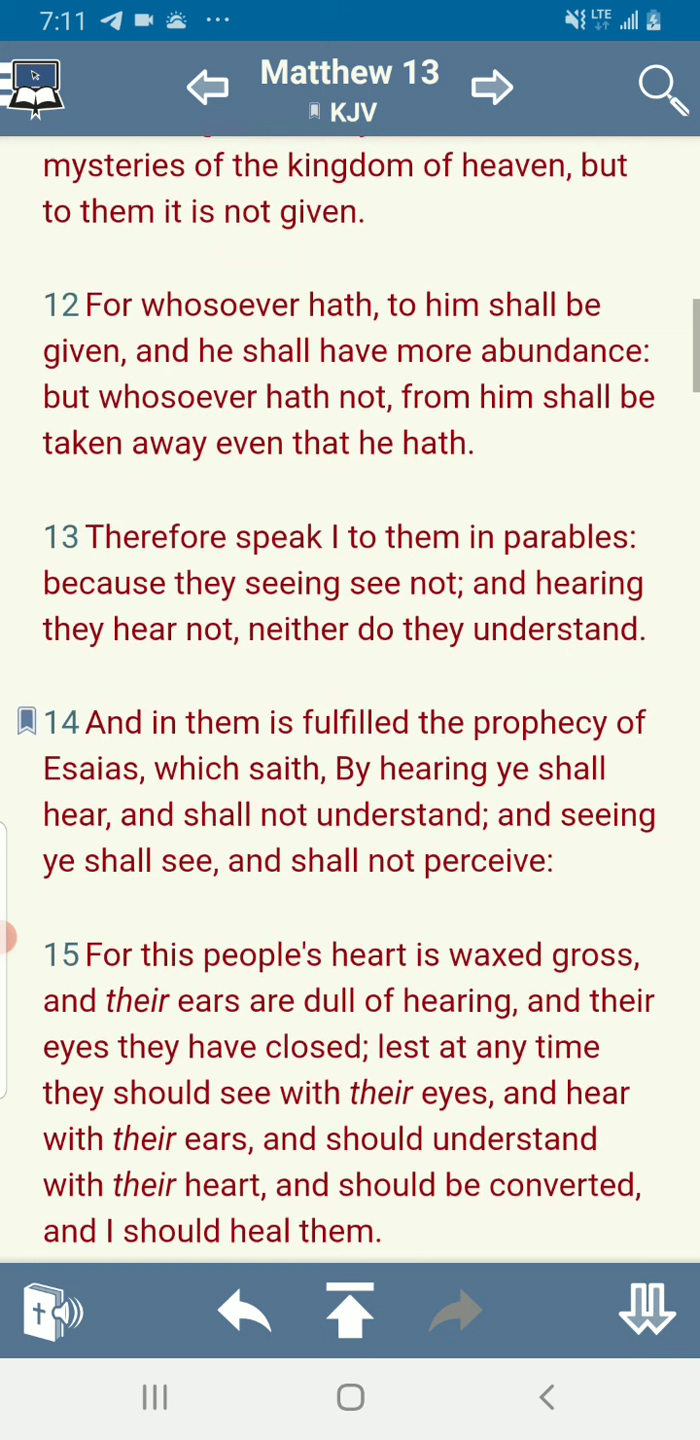 7:11
LTE
Matthew 13
KJV
mysteries of the kingdom of heaven, but
to them it is not given.
12 For whosoever hath, to him shall be
given, and he shall have more abundance:
but whosoever hath not, from him shall be
taken away even that he hath.
13 Therefore speak I to them in parables:
because they seeing see not; and hearing
they hear not, neither do they understand.
14 And in them is fulfilled the prophecy of
Esaias, which saith, By hearing ye shall
hear, and shall not understand; and seeing
ye shall see, and shall not perceive:
15 For this people's heart is waxed gross,
and their ears are dull of hearing, and their
eyes they have closed; lest at any time
they should see with their eyes, and hear
with their ears, and should understand
with their heart, and should be converted,
and I should heal them.